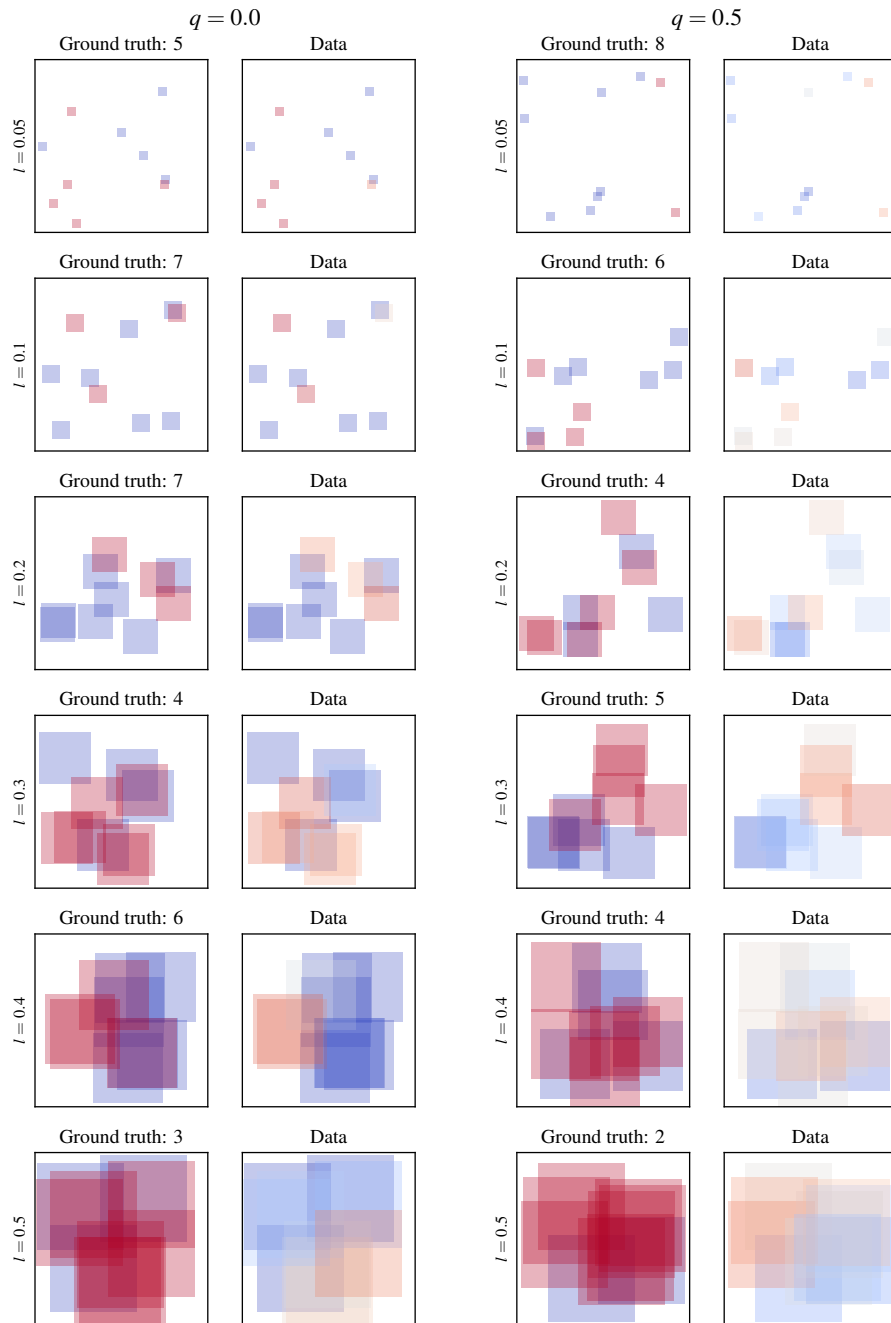 q = 0.0 q = 0.5
Ground truth: 5 Data Ground truth: 8 Data
l = 0.05 l = 0.05
Ground truth: 7 Data Ground truth: 6 Data
l = 0.1 l = 0.1
Ground truth: 7 Data Ground truth: 4 Data
l = 0.2 l = 0.2
Ground truth: 4 Data Ground truth: 5 Data
l = 0.3 l = 0.3
Ground truth: 6 Data Ground truth: 4 Data
l = 0.4 l = 0.4
Ground truth: 3 Data Ground truth: 2 Data
l = 0.5 l = 0.5